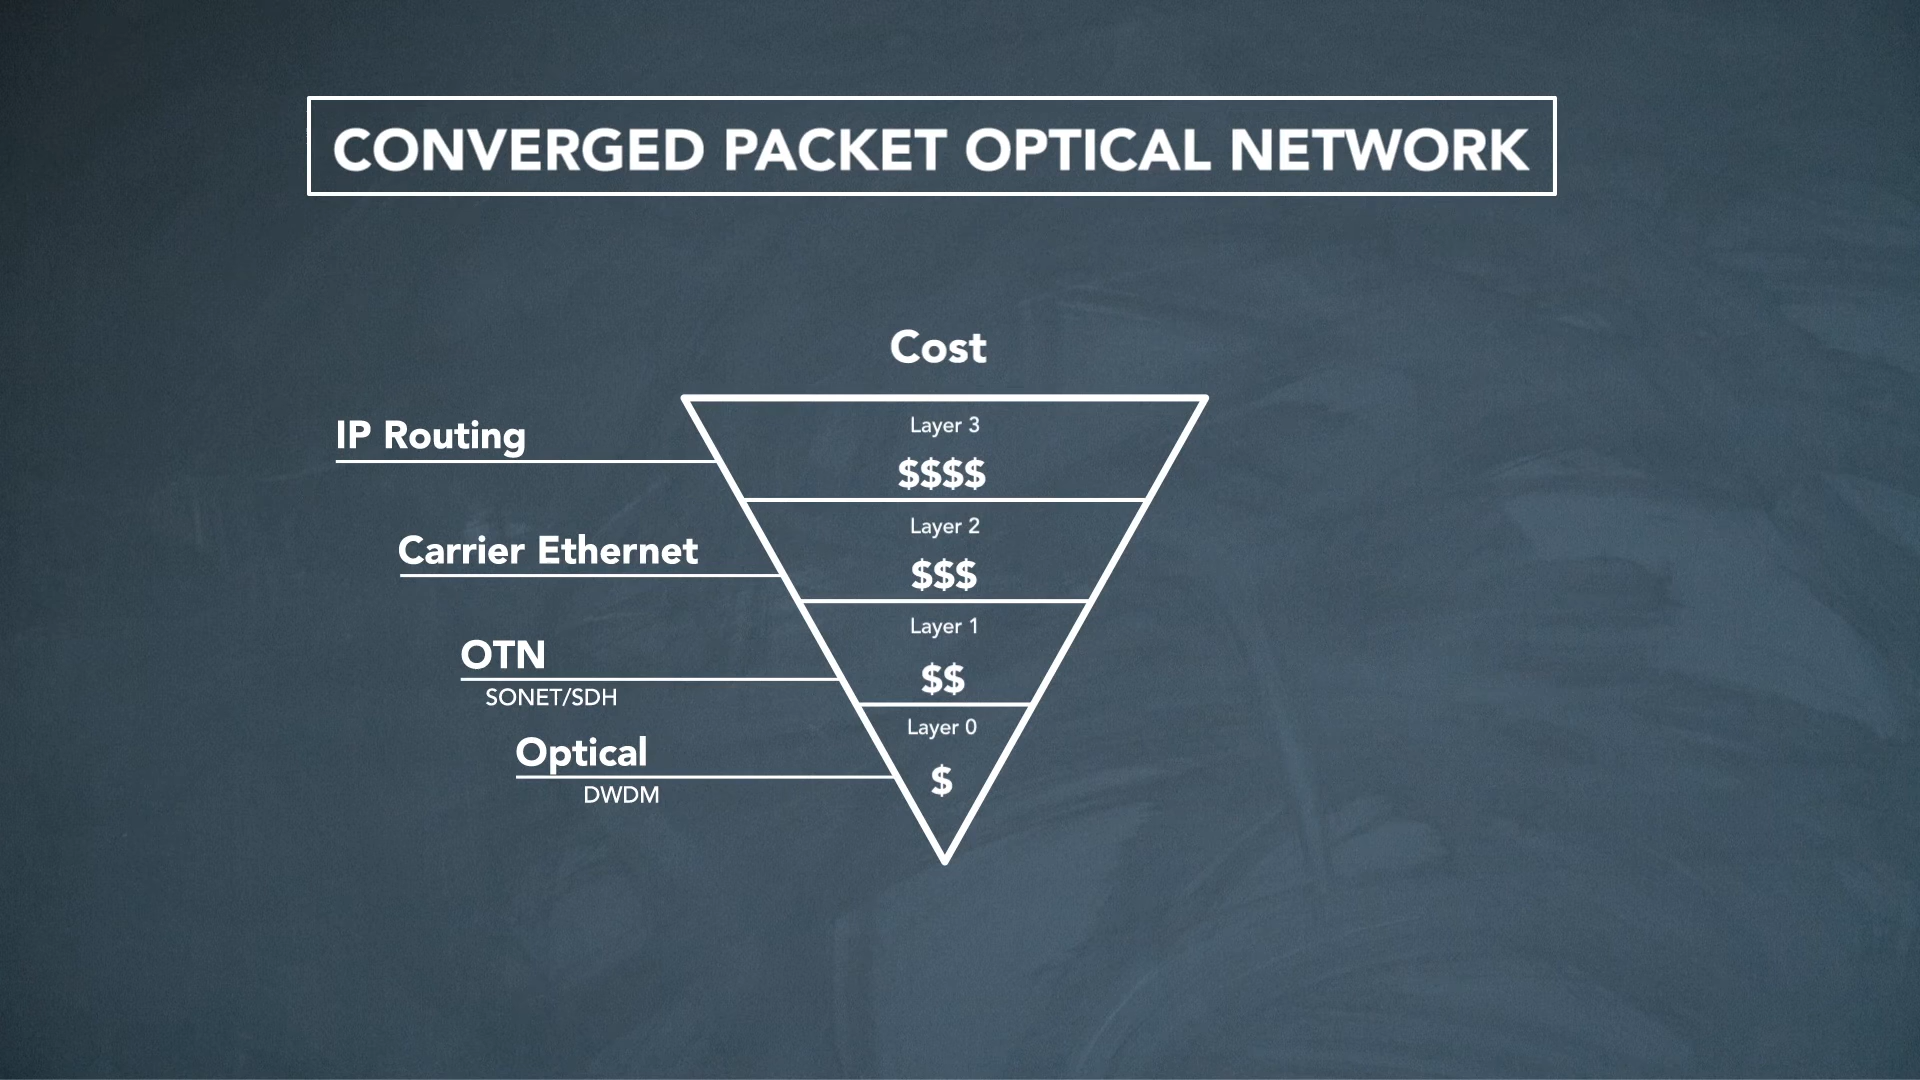 CONVERGED PACKET OPTICAL NETWORK
Cost
IP Routing
Layer 3
$$$$
Carrier Ethernet
Layer 2
$$$
OTN
SONET/SDH
Layer 1
$$
Optical
DWDM
Layer 0
$